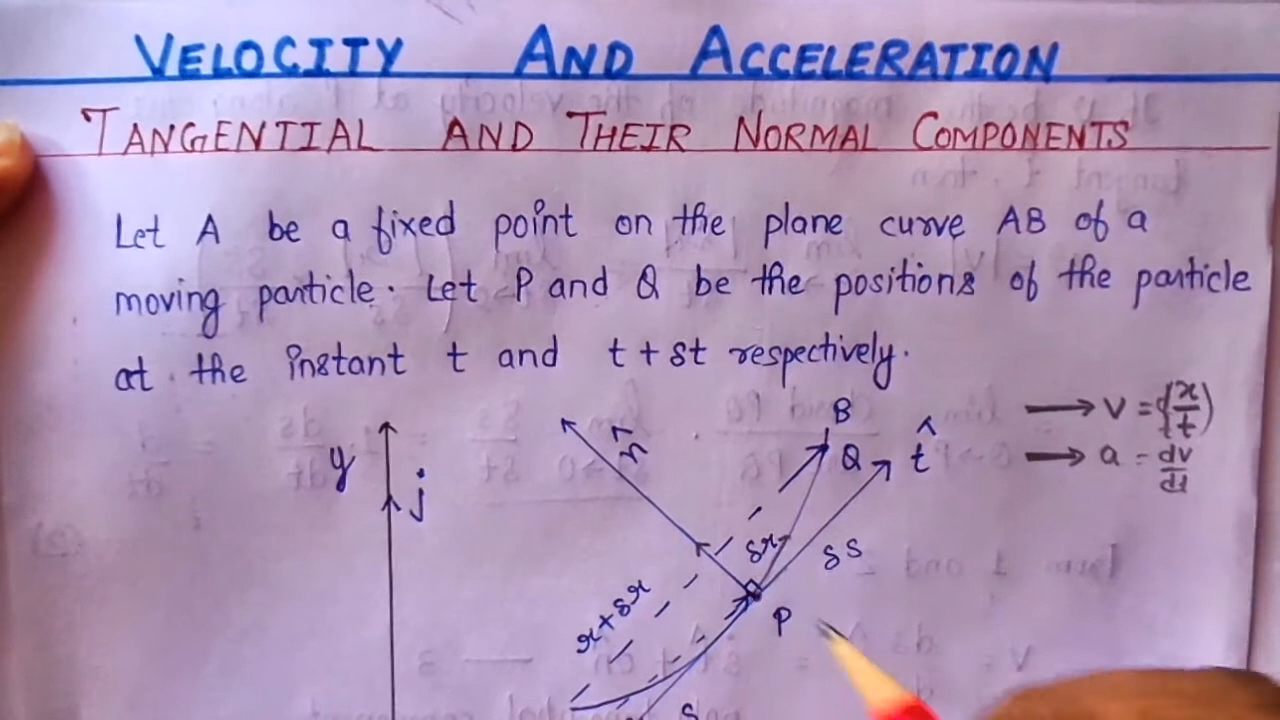 VELOCITY AND ACCELERATION
TANGENTIAL AND THEIR NORMAL COMPONENTS
Let A be a fixed point on the plane curve AB of a
moving particle. Let P and Q be the positions of the particle
at the instant t and t + δt respectively.
B
→ v = (r/t)
y
n̂
Q
t̂
→ a = dv/dt
j
δr
δs
r+δr
P
S